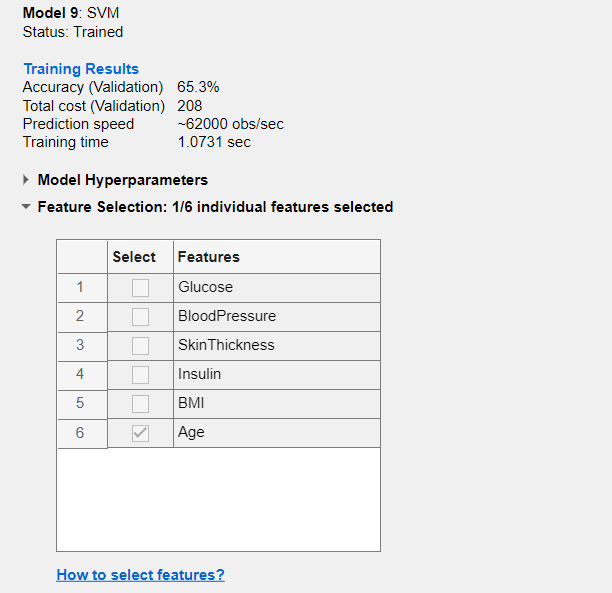 Model 9: SVM
Status: Trained
Training Results
Accuracy (Validation) 65.3%
Total cost (Validation) 208
Prediction speed ~62000 obs/sec
Training time 1.0731 sec
Model Hyperparameters
Feature Selection: 1/6 individual features selected
Select Features
1 Glucose
2 BloodPressure
3 SkinThickness
4 Insulin
5 BMI
6 Age
How to select features?